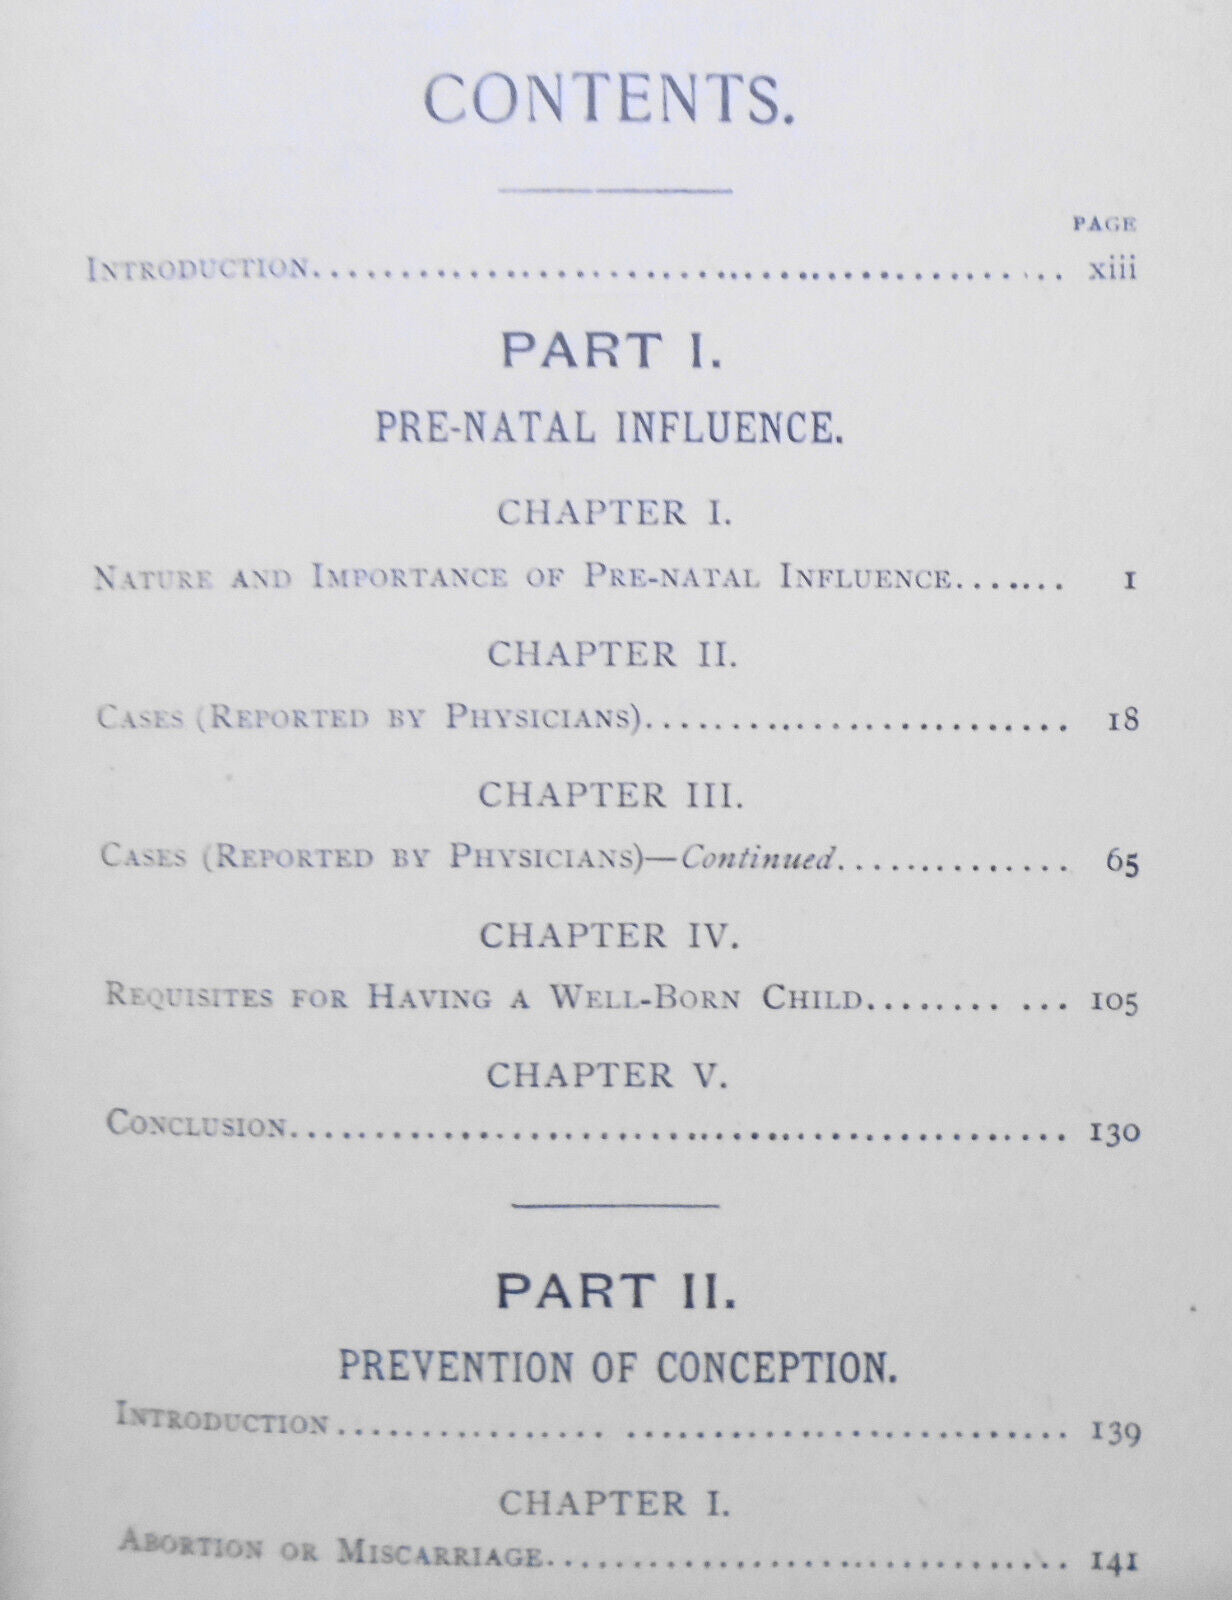 CONTENTS.
PAGE
INTRODUCTION.................................................. xiii
PART I.
PRE-NATAL INFLUENCE.
CHAPTER I.
NATURE AND IMPORTANCE OF PRE-NATAL INFLUENCE....... 1
CHAPTER II.
CASES (REPORTED BY PHYSICIANS)........................... 18
CHAPTER III.
CASES (REPORTED BY PHYSICIANS)—Continued.............. 65
CHAPTER IV.
REQUISITES FOR HAVING A WELL-BORN CHILD........ ... 105
CHAPTER V.
CONCLUSION.............................................. 130
PART II.
PREVENTION OF CONCEPTION.
INTRODUCTION................ .......................... 139
CHAPTER I.
ABORTION OR MISCARRIAGE............................... 141